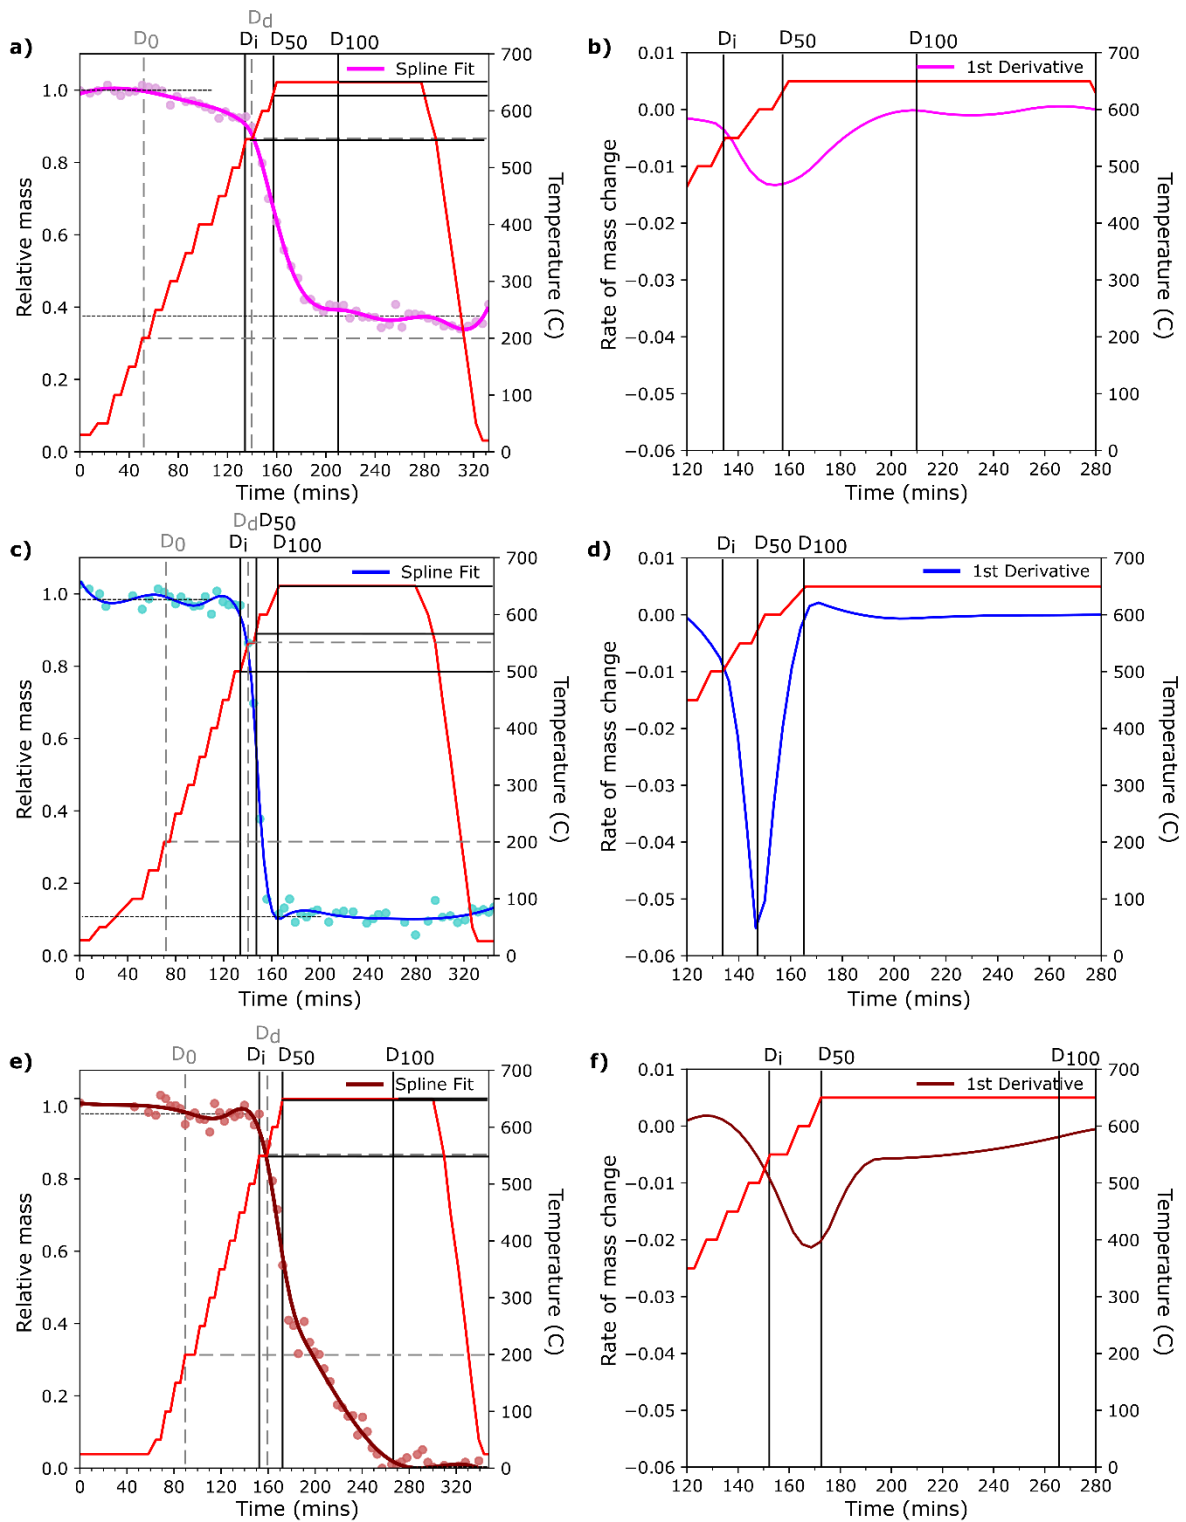 a)
D0
Dd
Di
D50
D100
Spline Fit
Relative mass
1.0
0.8
0.6
0.4
0.2
0.0
700
600
500
400
300
200
100
0
Temperature (C)
0 40 80 120 160 200 240 280 320
Time (mins)
b)
Di
D50
D100
1st Derivative
Rate of mass change
0.01
0.00
−0.01
−0.02
−0.03
−0.04
−0.05
−0.06
700
600
500
400
300
200
100
0
Temperature (C)
120 140 160 180 200 220 240 260 280
Time (mins)
c)
D0
Dd
D50
Di
D100
Spline Fit
Relative mass
1.0
0.8
0.6
0.4
0.2
0.0
700
600
500
400
300
200
100
0
Temperature (C)
0 40 80 120 160 200 240 280 320
Time (mins)
d)
Di
D50
D100
1st Derivative
Rate of mass change
0.01
0.00
−0.01
−0.02
−0.03
−0.04
−0.05
−0.06
700
600
500
400
300
200
100
0
Temperature (C)
120 140 160 180 200 220 240 260 280
Time (mins)
e)
D0
Dd
Di
D50
D100
Spline Fit
Relative mass
1.0
0.8
0.6
0.4
0.2
0.0
700
600
500
400
300
200
100
0
Temperature (C)
0 40 80 120 160 200 240 280 320
Time (mins)
f)
Di
D50
D100
1st Derivative
Rate of mass change
0.01
0.00
−0.01
−0.02
−0.03
−0.04
−0.05
−0.06
700
600
500
400
300
200
100
0
Temperature (C)
120 140 160 180 200 220 240 260 280
Time (mins)